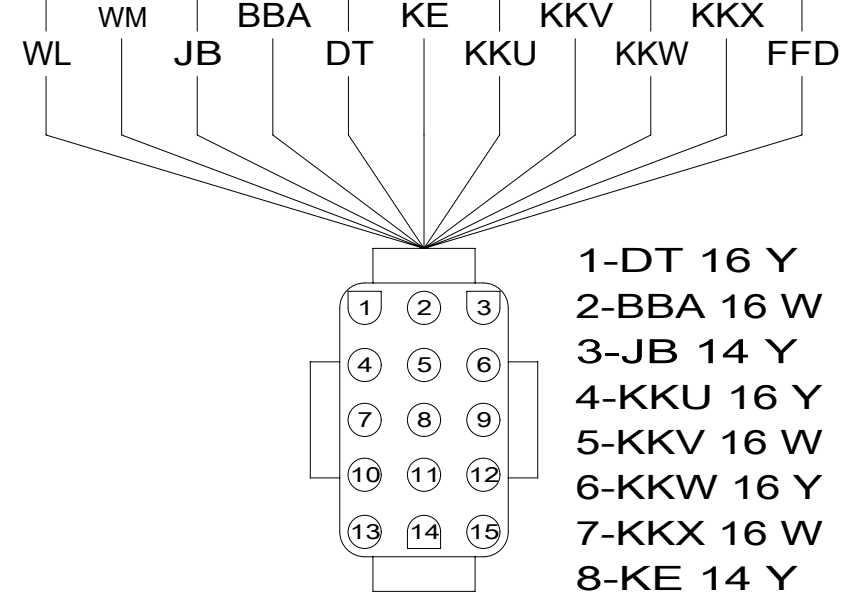 WM BBA KE KKV KKX
WL JB DT KKU KKW FFD
1 2 3
4 5 6
7 8 9
10 11 12
13 14 15
1-DT 16 Y
2-BBA 16 W
3-JB 14 Y
4-KKU 16 Y
5-KKV 16 W
6-KKW 16 Y
7-KKX 16 W
8-KE 14 Y